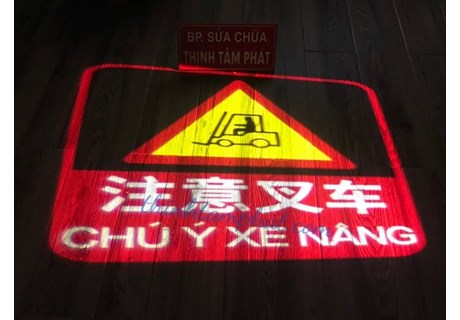 BP. SỬA CHỮA
THỊNH TÂM PHÁT
注意叉车
CHÚ Ý XE NÂNG